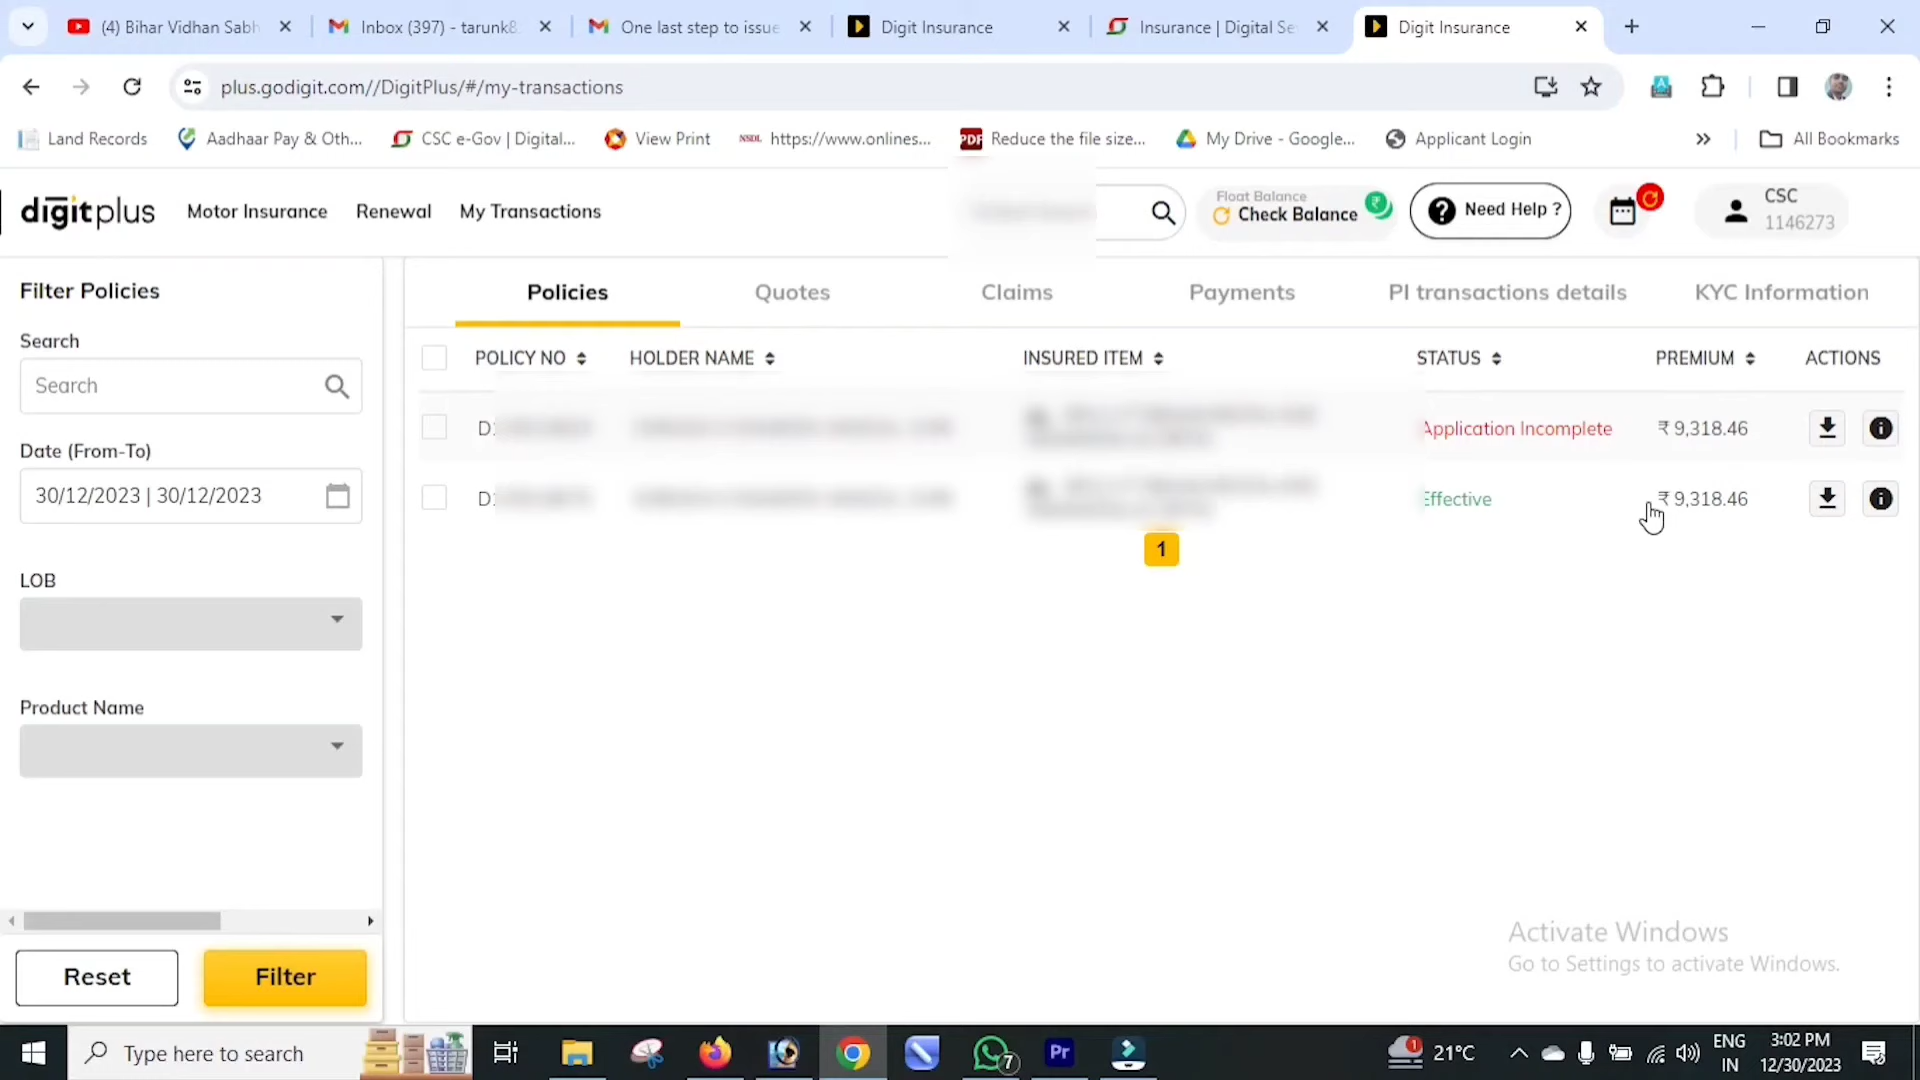 (4) Bihar Vidhan Sabh
Inbox (397) - tarunk8
One last step to issue
Digit Insurance
Insurance | Digital Se
Digit Insurance
plus.godigit.com//DigitPlus/#/my-transactions
Land Records
Aadhaar Pay & Oth...
CSC e-Gov | Digital...
View Print
NSDL https://www.onlines...
PDF Reduce the file size...
My Drive - Google...
Applicant Login
All Bookmarks
digitplus
Motor Insurance
Renewal
My Transactions
Float Balance
Check Balance
Need Help ?
CSC
1146273
Filter Policies
Search
Search
Date (From-To)
30/12/2023 | 30/12/2023
LOB
Product Name
Reset
Filter
Policies
Quotes
Claims
Payments
PI transactions details
KYC Information
POLICY NO
HOLDER NAME
INSURED ITEM
STATUS
PREMIUM
ACTIONS
Application Incomplete
₹ 9,318.46
Effective
₹ 9,318.46
1
Activate Windows
Go to Settings to activate Windows.
Type here to search
7
Pr
1
21°C
ENG
IN
3:02 PM
12/30/2023